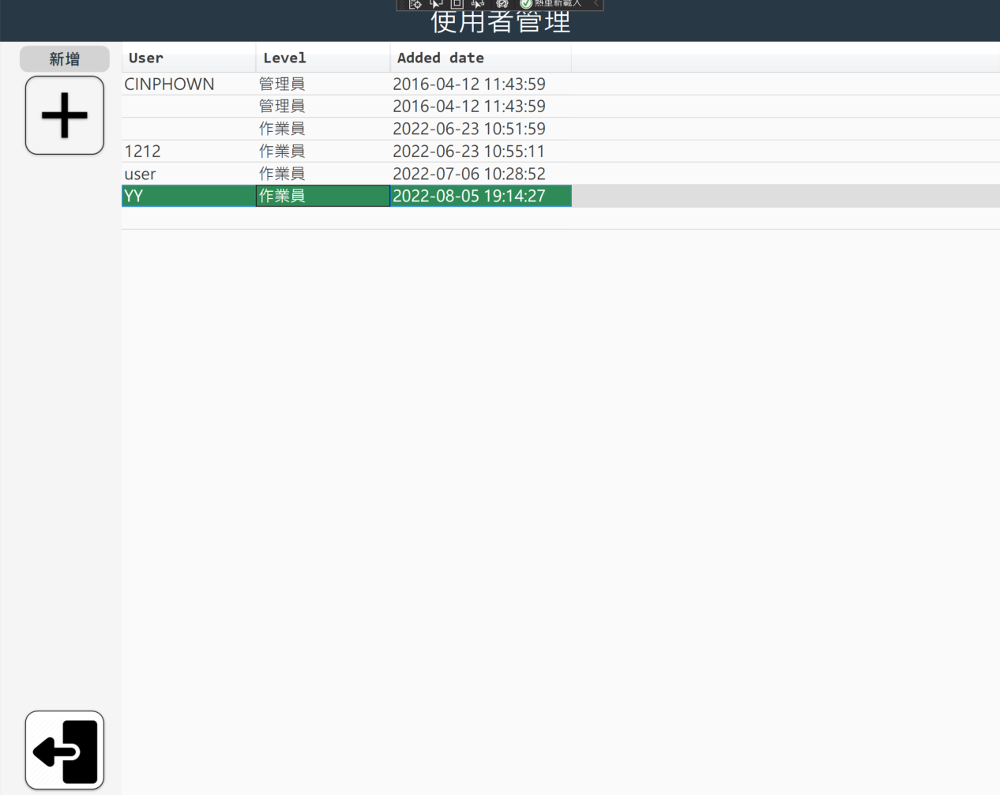 熱重新載入
使用者管理
新增
User Level Added date
CINPHOWN 管理員 2016-04-12 11:43:59
管理員 2016-04-12 11:43:59
作業員 2022-06-23 10:51:59
1212 作業員 2022-06-23 10:55:11
user 作業員 2022-07-06 10:28:52
YY 作業員 2022-08-05 19:14:27